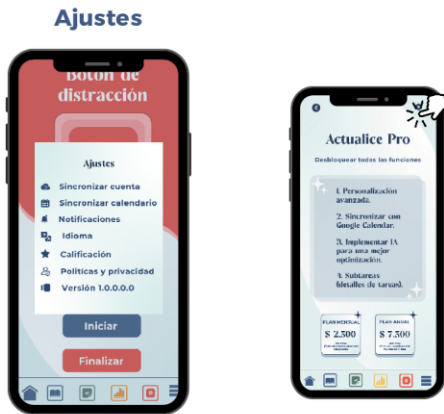 Ajustes
Botón de
distracción
Ajustes
Sincronizar cuenta
Sincronizar calendario
Notificaciones
Idioma
Calificación
Políticas y privacidad
Versión 1.0.0.0.0
Iniciar
Finalizar
Actualice Pro
Desbloquear todas las funciones
1. Personalización
avanzada.
2. Sincronizar con
Google Calendar.
3. Implementar IA
para una mejor
optimización.
4. Subtareas
(detalles de tareas).
PLAN MENSUAL
$ 2.500
PLAN ANUAL
$ 7.500